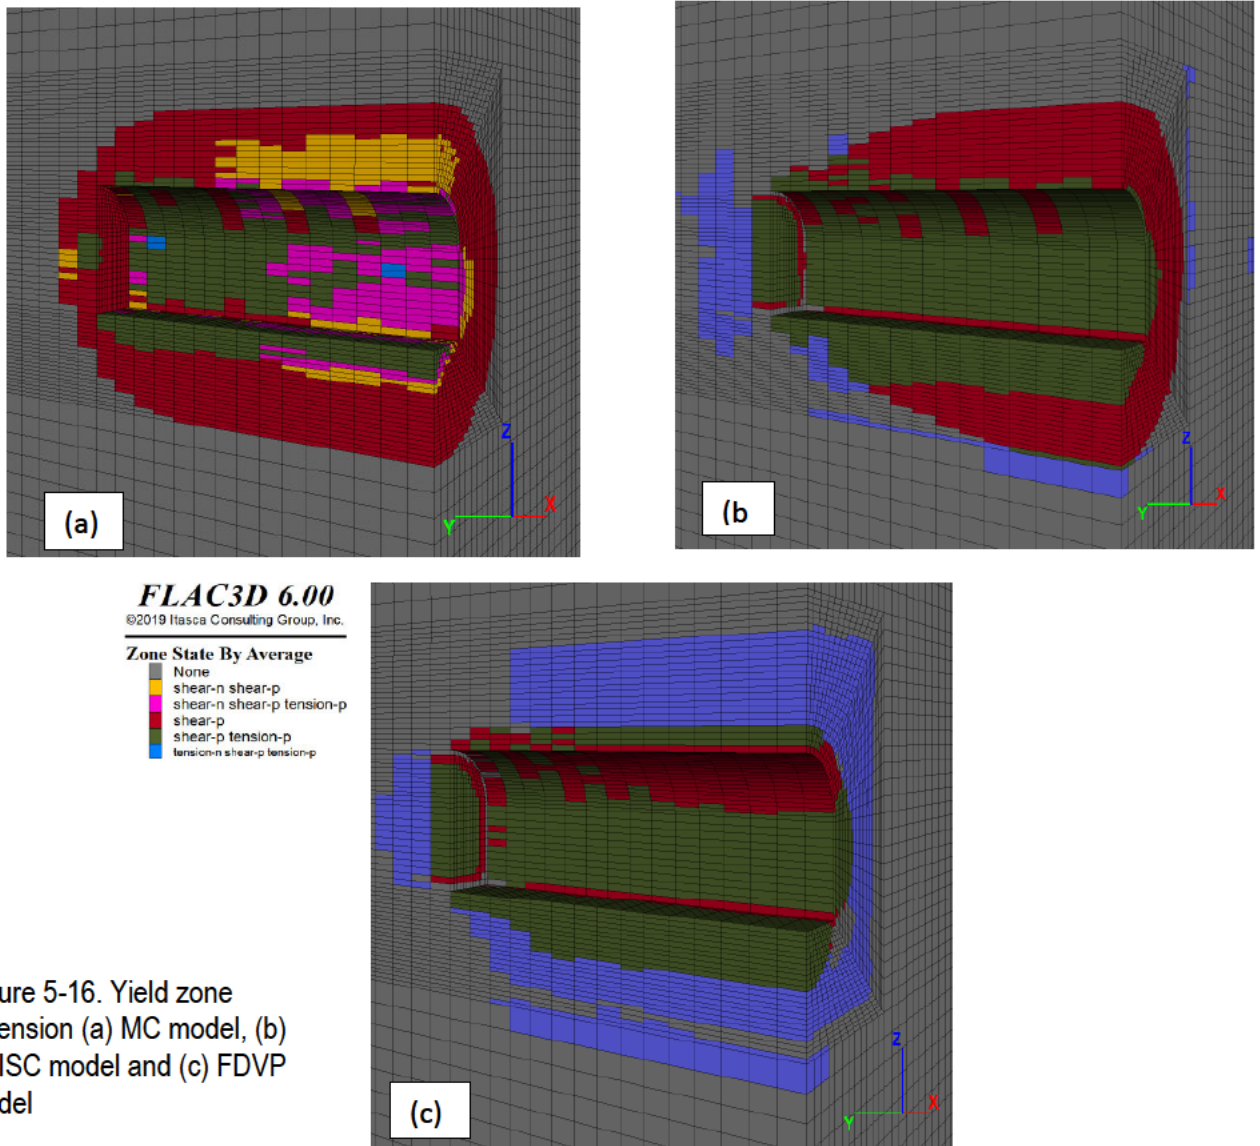 Z
X
Y
(a)
Z
X
Y
(b
FLAC3D 6.00
©2019 Itasca Consulting Group, Inc.
Zone State By Average
None
shear-n shear-p
shear-n shear-p tension-p
shear-p
shear-p tension-p
tension-n shear-p tension-p
Z
X
Y
(c)
ure 5-16. Yield zone
ension (a) MC model, (b)
ISC model and (c) FDVP
del